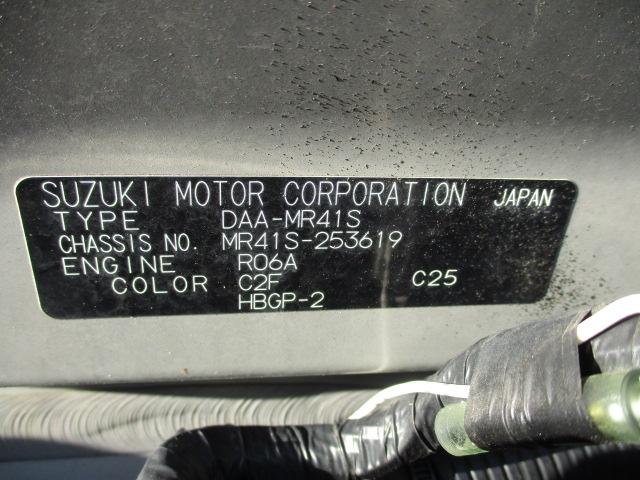 SUZUKI MOTOR CORPORATION JAPAN
TYPE DAA-MR41S
CHASSIS NO. MR41S-253619
ENGINE R06A
COLOR C2F C25
HBGP-2